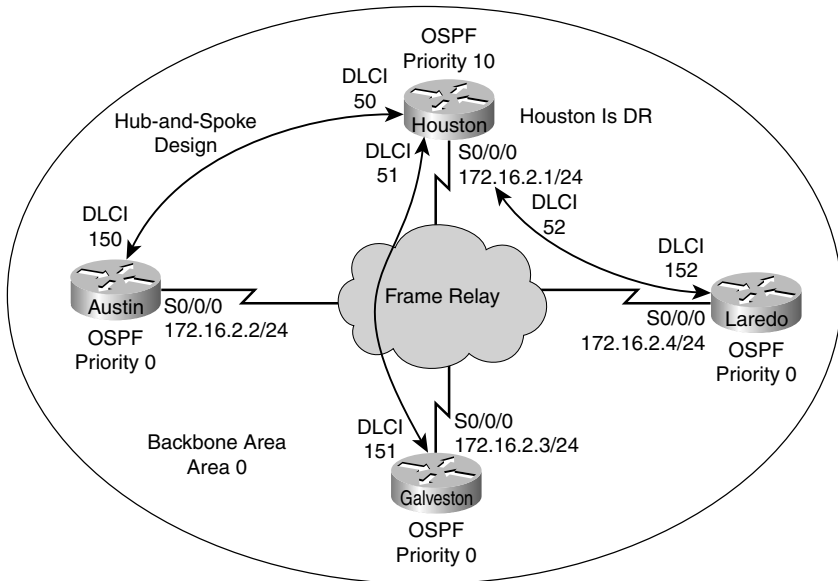 OSPF
Priority 10
DLCI
50
Houston
Houston Is DR
Hub-and-Spoke
Design
DLCI
51
S0/0/0
172.16.2.1/24
DLCI
52
DLCI
150
DLCI
152
Austin
S0/0/0
172.16.2.2/24
OSPF
Priority 0
Frame Relay
Laredo
S0/0/0
172.16.2.4/24
OSPF
Priority 0
DLCI
151
S0/0/0
172.16.2.3/24
Backbone Area
Area 0
Galveston
OSPF
Priority 0